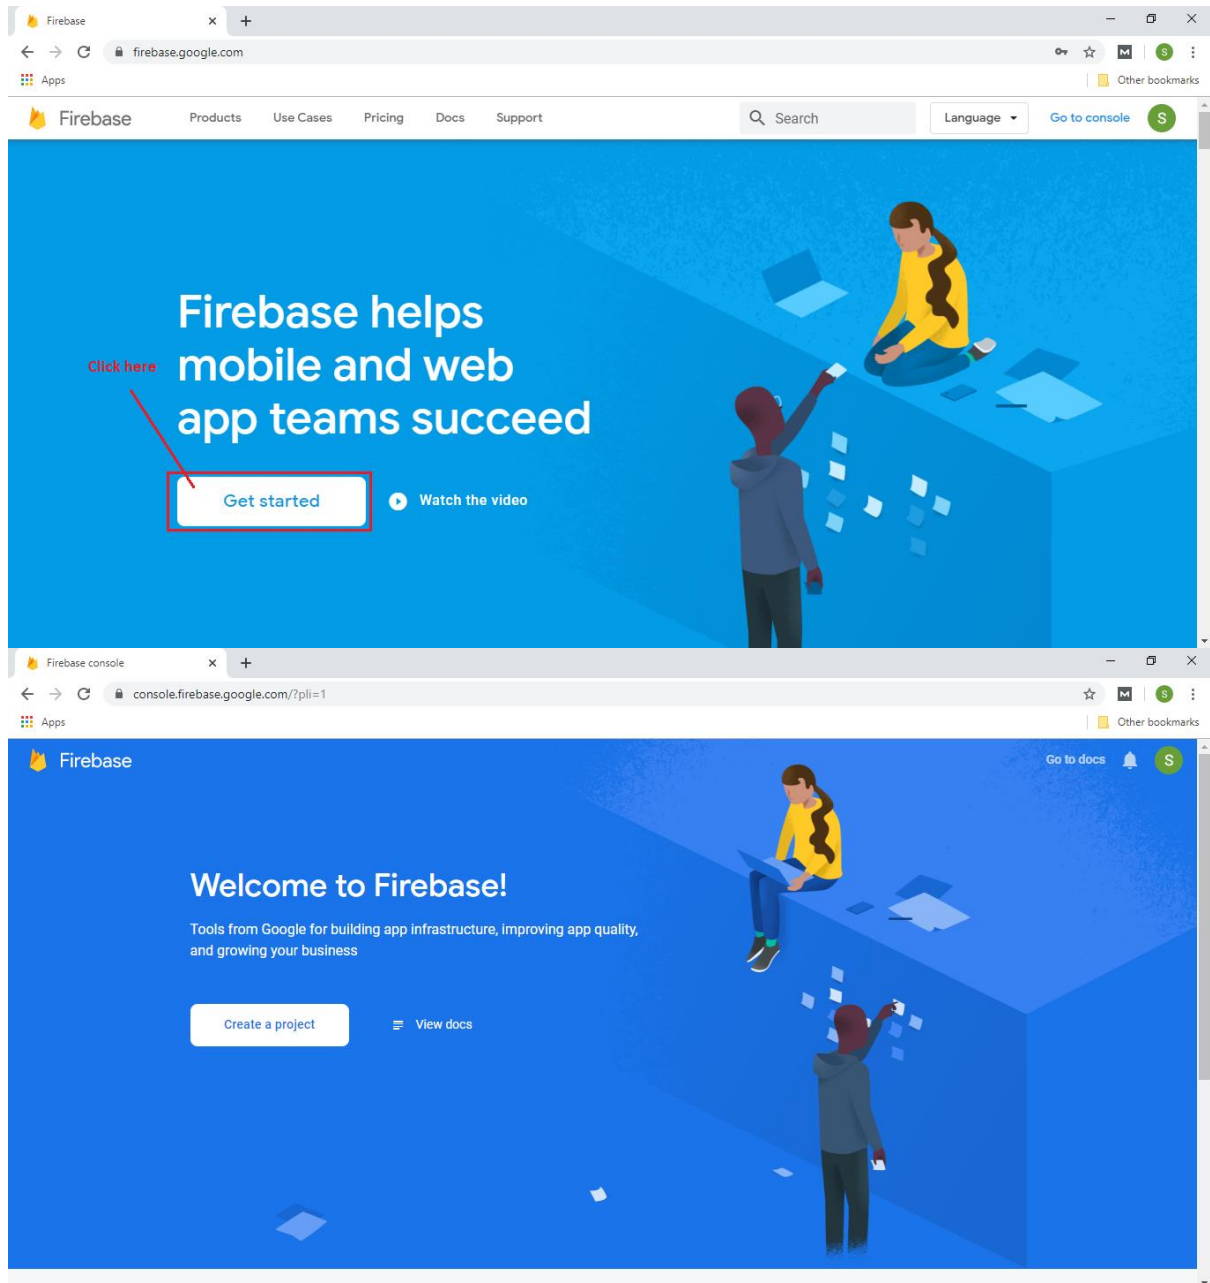 Firebase
firebase.google.com
Apps
Other bookmarks
Firebase Products Use Cases Pricing Docs Support Search Language Go to console S
Firebase helps
mobile and web
app teams succeed
Click here
Get started Watch the video
Firebase console
console.firebase.google.com/?pli=1
Apps
Other bookmarks
Firebase Go to docs S
Welcome to Firebase!
Tools from Google for building app infrastructure, improving app quality,
and growing your business
Create a project View docs